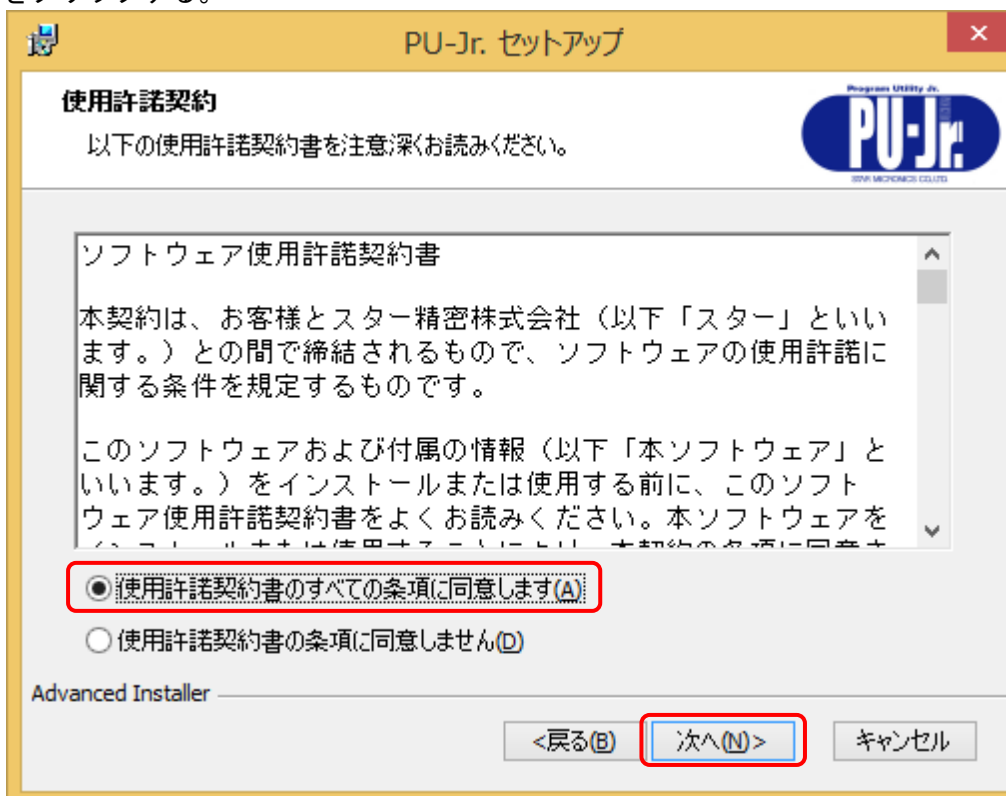 をクリックする。
PU-Jr. セットアップ
使用許諾契約
以下の使用許諾契約書を注意深くお読みください。
Program Utility Jr.
PU-Jr.
STAR MICRONICS CO.,LTD.
ソフトウェア使用許諾契約書
本契約は、お客様とスター精密株式会社（以下「スター」といい
ます。）との間で締結されるもので、ソフトウェアの使用許諾に
関する条件を規定するものです。
このソフトウェアおよび付属の情報（以下「本ソフトウェア」と
いいます。）をインストールまたは使用する前に、このソフト
ウェア使用許諾契約書をよくお読みください。本ソフトウェアを
使用許諾契約書のすべての条項に同意します(A)
使用許諾契約書の条項に同意しません(D)
Advanced Installer
<戻る(B)
次へ(N)>
キャンセル